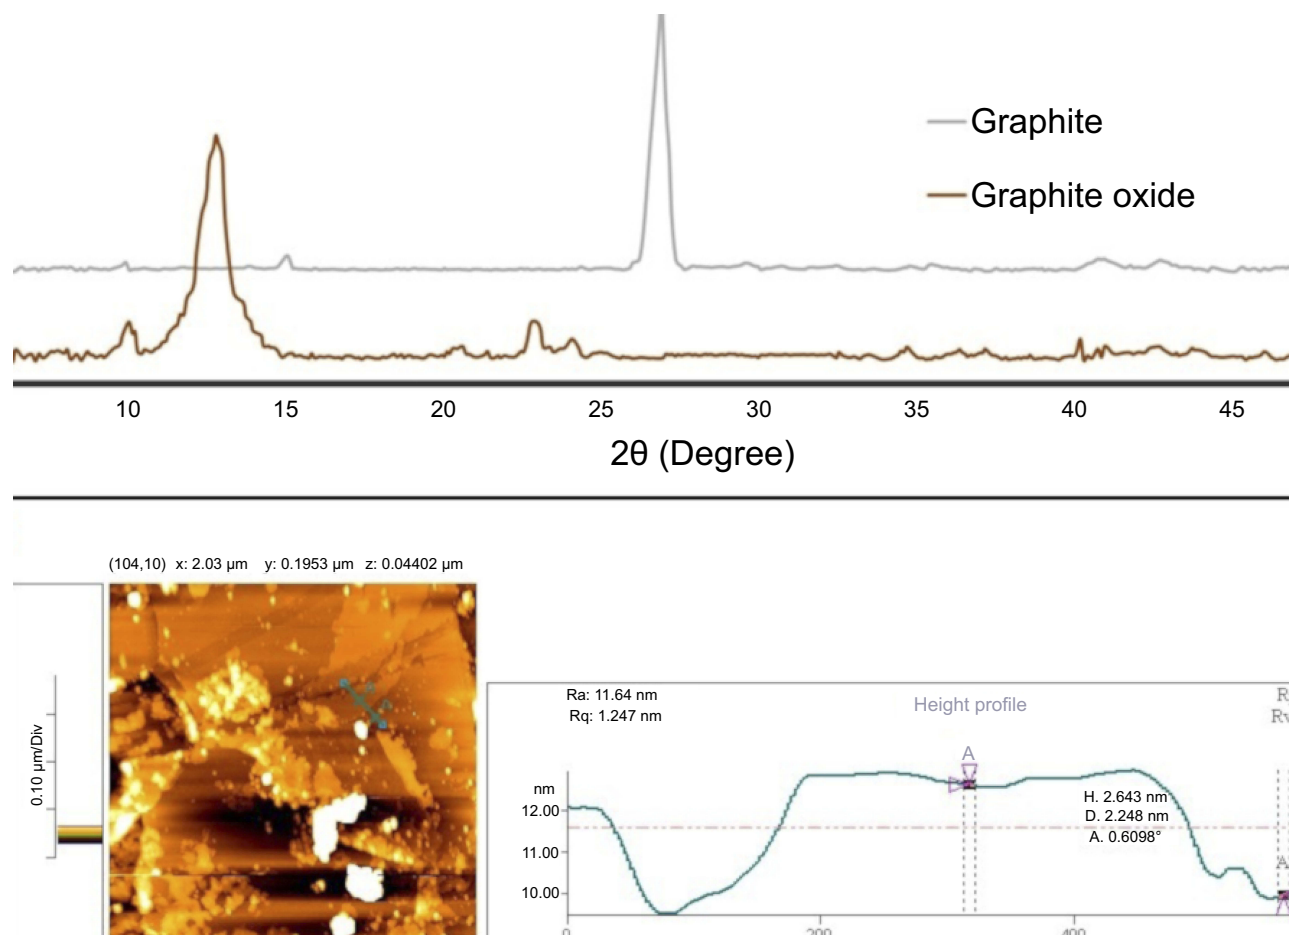 Graphite
Graphite oxide
10 15 20 25 30 35 40 45
2θ (Degree)
(104,10) x: 2.03 µm y: 0.1953 µm z: 0.04402 µm
0.10 µm/Div
Ra: 11.64 nm
Rq: 1.247 nm
Height profile
R
Rv
A
nm
12.00
11.00
10.00
H. 2.643 nm
D. 2.248 nm
A. 0.6098°
A
0 200 400